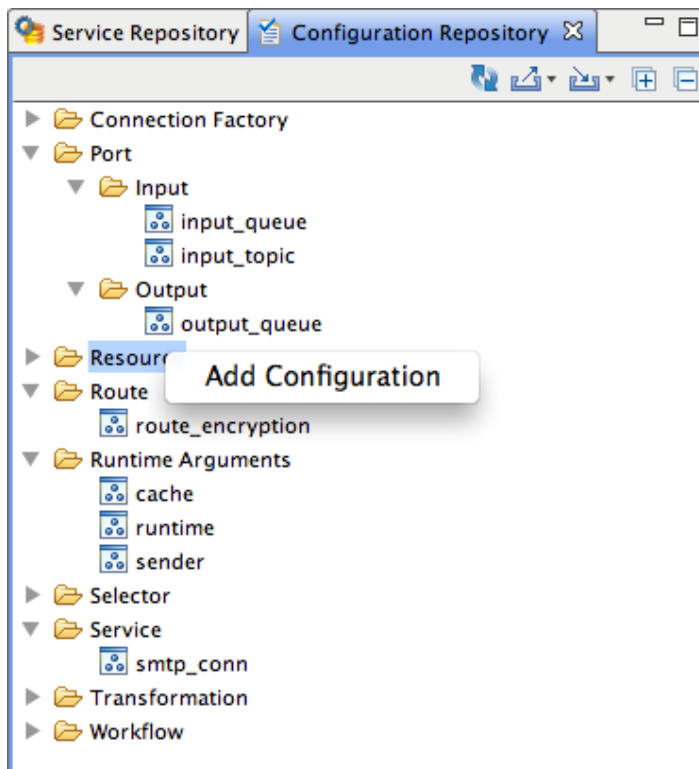 Service Repository Configuration Repository
Connection Factory
Port
Input
input_queue
input_topic
Output
output_queue
Add Configuration
Route
route_encryption
Runtime Arguments
cache
runtime
sender
Selector
Service
smtp_conn
Transformation
Workflow